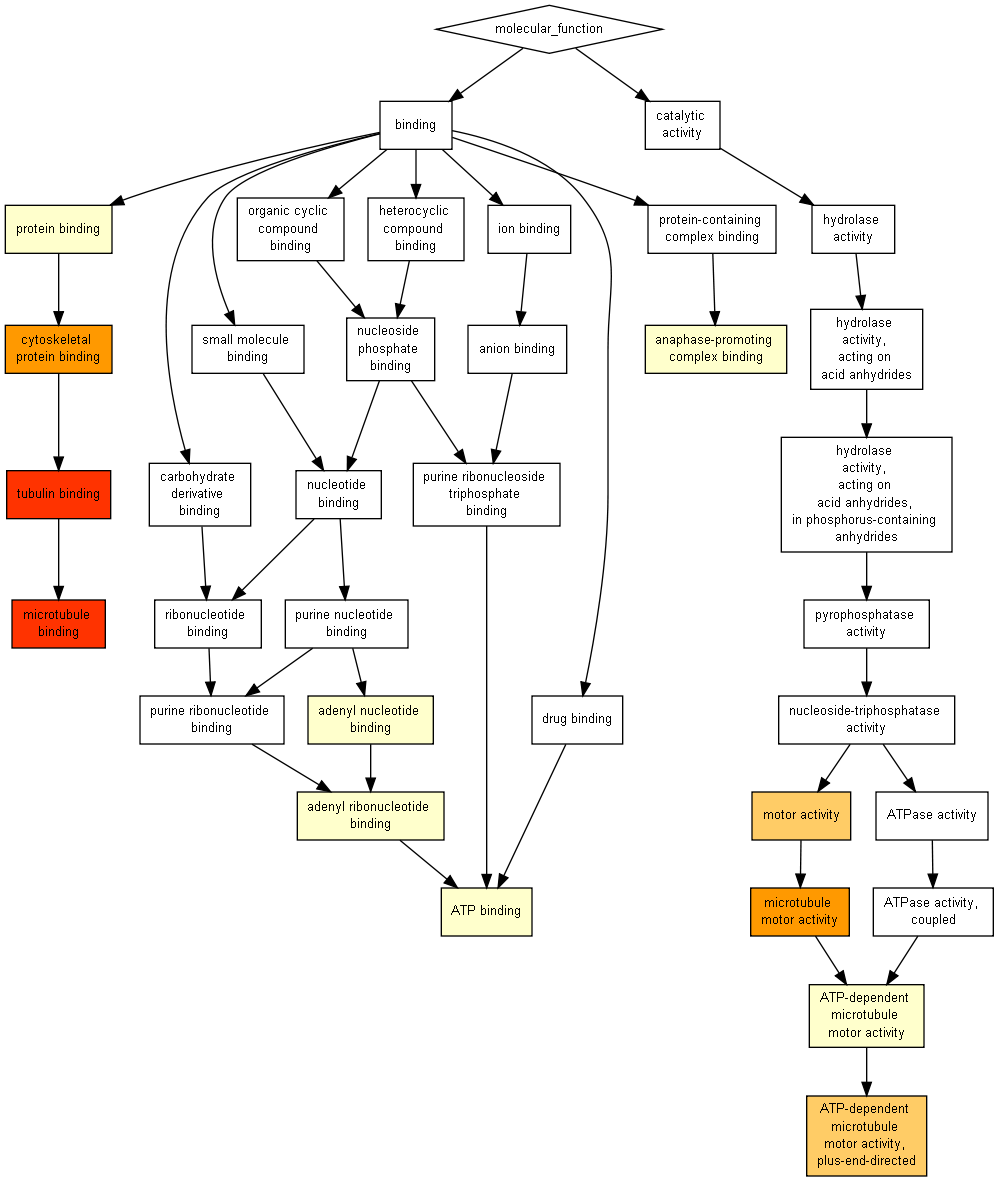 molecular_function
binding
catalytic
activity
protein binding
organic cyclic
compound
binding
heterocyclic
compound
binding
ion binding
protein-containing
complex binding
hydrolase
activity
cytoskeletal
protein binding
small molecule
binding
nucleoside
phosphate
binding
anion binding
anaphase-promoting
complex binding
hydrolase
activity,
acting on
acid anhydrides
tubulin binding
carbohydrate
derivative
binding
nucleotide
binding
purine ribonucleoside
triphosphate
binding
hydrolase
activity,
acting on
acid anhydrides,
in phosphorus-containing
anhydrides
microtubule
binding
ribonucleotide
binding
purine nucleotide
binding
pyrophosphatase
activity
purine ribonucleotide
binding
adenyl nucleotide
binding
drug binding
nucleoside-triphosphatase
activity
adenyl ribonucleotide
binding
motor activity
ATPase activity
ATP binding
microtubule
motor activity
ATPase activity,
coupled
ATP-dependent
microtubule
motor activity
ATP-dependent
microtubule
motor activity,
plus-end-directed